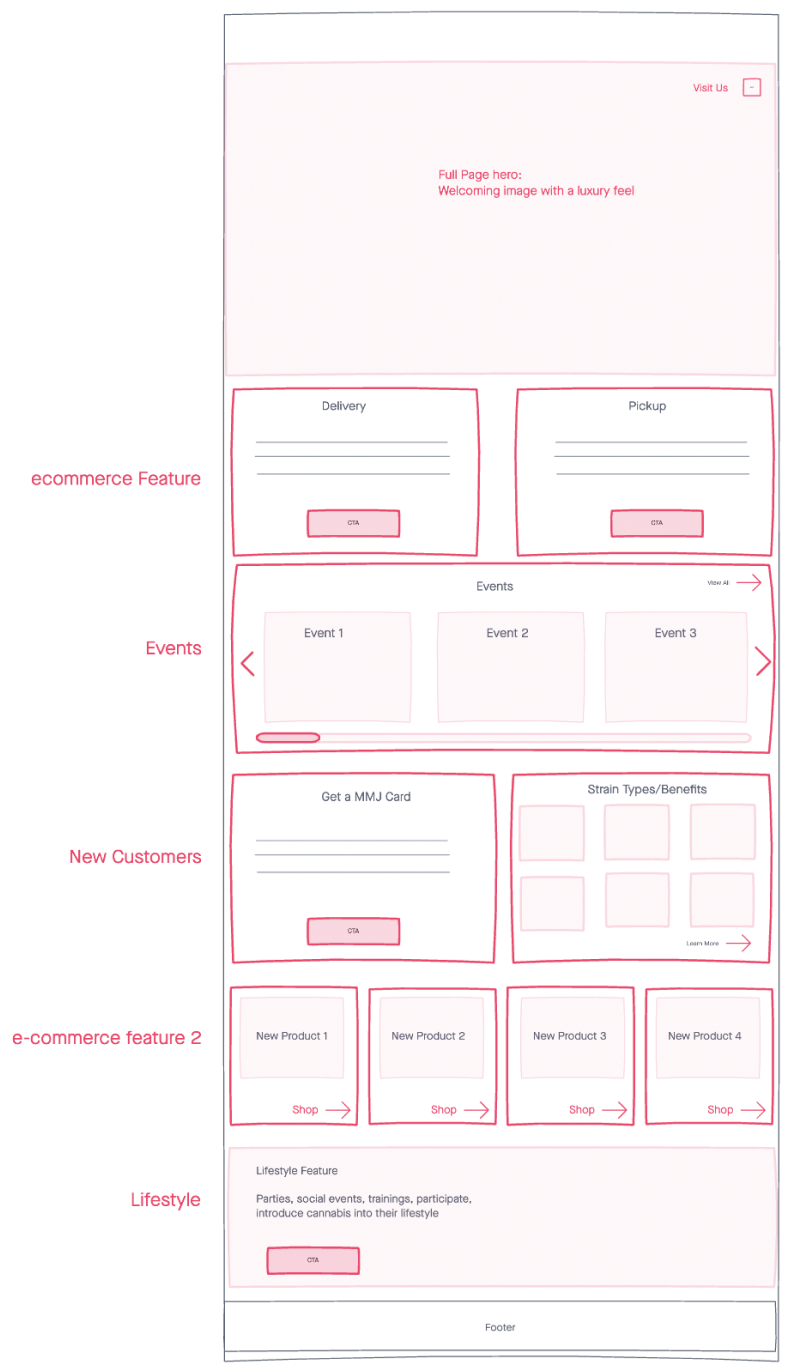 Visit Us
Full Page hero:
Welcoming image with a luxury feel
ecommerce Feature
Delivery
CTA
Pickup
CTA
Events
Events
View All
Event 1
Event 2
Event 3
New Customers
Get a MMJ Card
CTA
Strain Types/Benefits
Learn More
e-commerce feature 2
New Product 1
Shop
New Product 2
Shop
New Product 3
Shop
New Product 4
Shop
Lifestyle
Lifestyle Feature
Parties, social events, trainings, participate,
introduce cannabis into their lifestyle
CTA
Footer